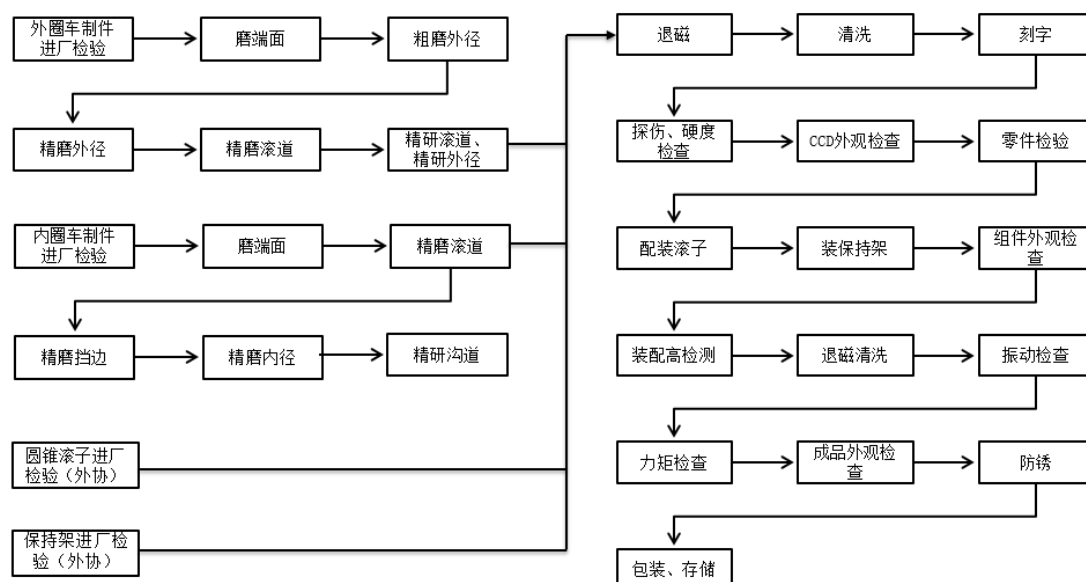 外圈车制件
进厂检验
磨端面
粗磨外径
精磨外径
精磨滚道
精研滚道、
精研外径
内圈车制件
进厂检验
磨端面
精磨滚道
精磨挡边
精磨内径
精研沟道
圆锥滚子进厂
检验（外协）
保持架进厂检
验（外协）
退磁
清洗
刻字
探伤、硬度
检查
CCD外观检查
零件检验
配装滚子
装保持架
组件外观检
查
装配高检测
退磁清洗
振动检查
力矩检查
成品外观检
查
防锈
包装、存储